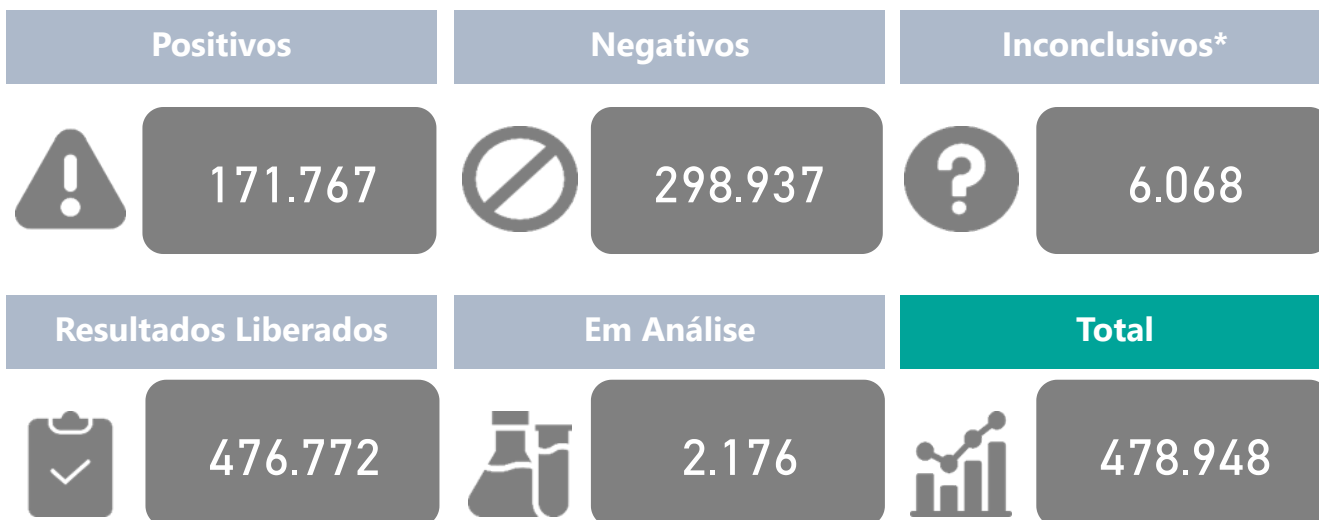 Positivos
Negativos
Inconclusivos*
171.767
298.937
6.068
Resultados Liberados
Em Análise
Total
476.772
2.176
478.948